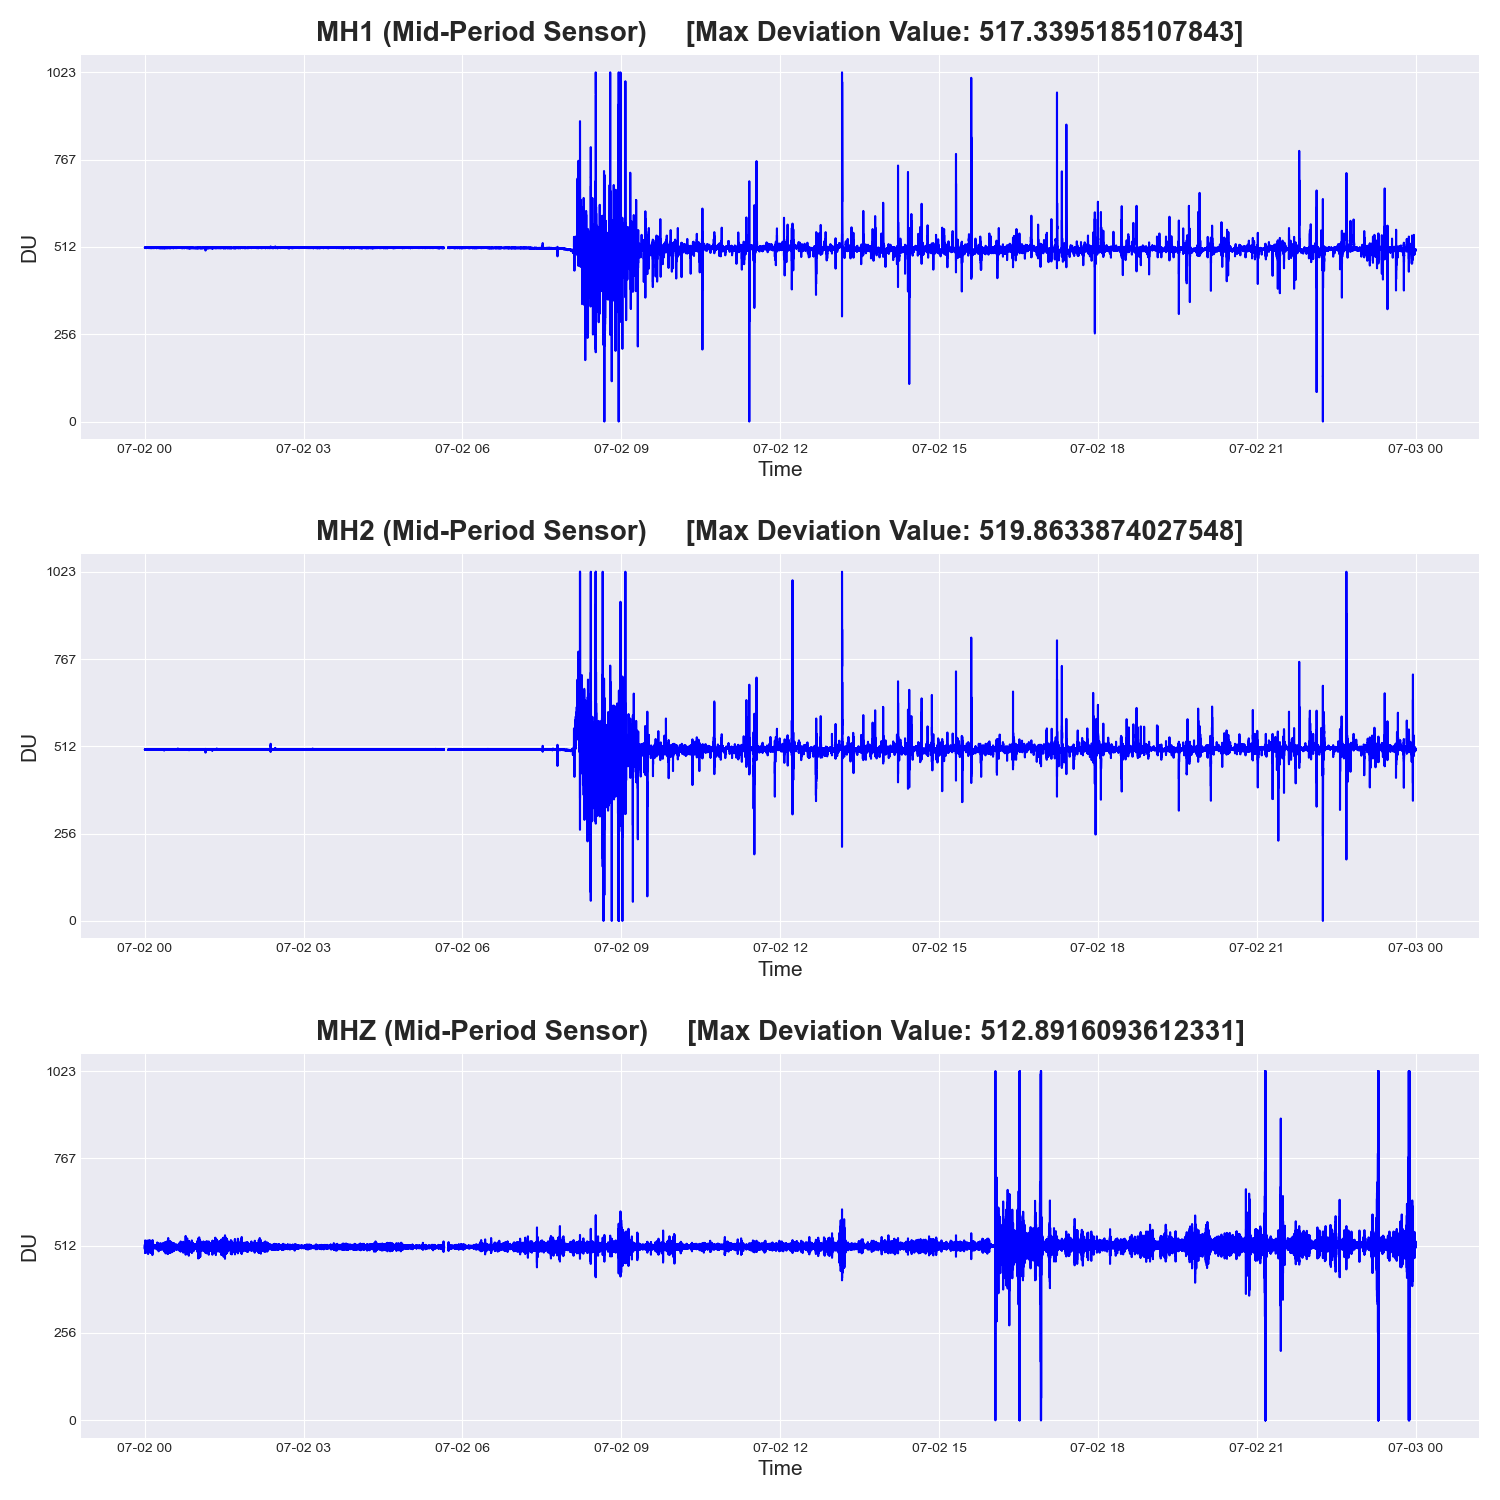 MH1 (Mid-Period Sensor) [Max Deviation Value: 517.3395185107843]
1023
767
512
256
0
DU
07-02 00 07-02 03 07-02 06 07-02 09 07-02 12 07-02 15 07-02 18 07-02 21 07-03 00
Time
MH2 (Mid-Period Sensor) [Max Deviation Value: 519.8633874027548]
1023
767
512
256
0
DU
07-02 00 07-02 03 07-02 06 07-02 09 07-02 12 07-02 15 07-02 18 07-02 21 07-03 00
Time
MHZ (Mid-Period Sensor) [Max Deviation Value: 512.8916093612331]
1023
767
512
256
0
DU
07-02 00 07-02 03 07-02 06 07-02 09 07-02 12 07-02 15 07-02 18 07-02 21 07-03 00
Time